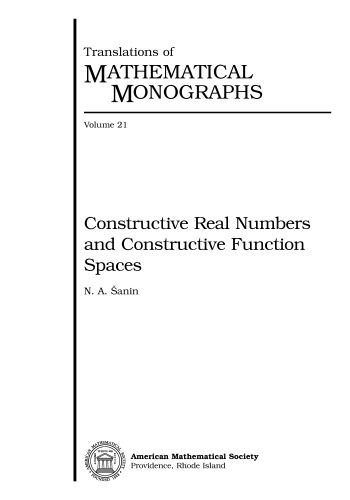 Translations of
MATHEMATICAL
MONOGRAPHS
Volume 21
Constructive Real Numbers
and Constructive Function
Spaces
N. A. Šanin
American Mathematical Society
Providence, Rhode Island